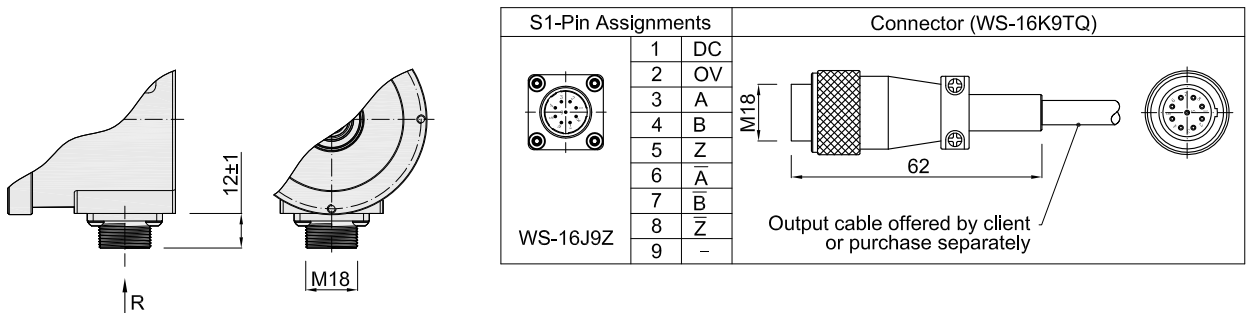 12±1
R
M18
S1-Pin Assignments
Connector (WS-16K9TQ)
WS-16J9Z
1 DC
2 OV
3 A
4 B
5 Z
6 A̅
7 B̅
8 Z̅
9 –
M18
62
Output cable offered by client
or purchase separately